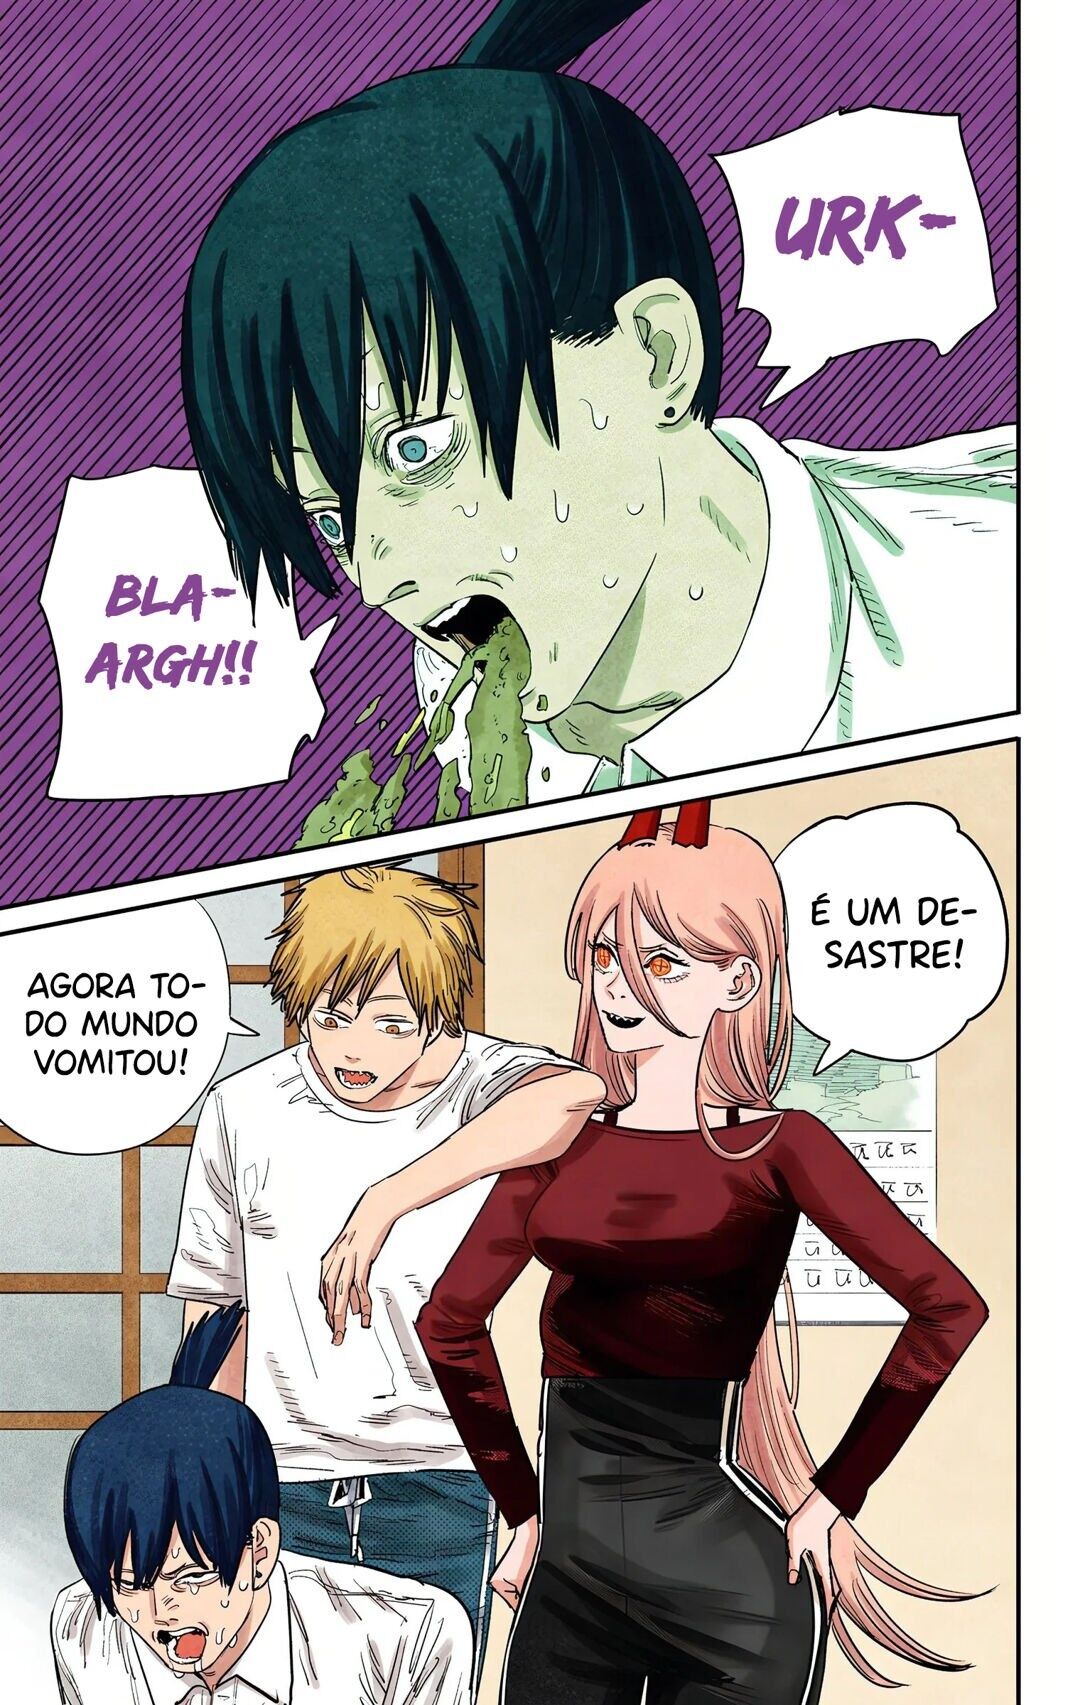 URK-
BLA-
ARGH!!
É UM DE-
SASTRE!
AGORA TO-
DO MUNDO
VOMITOU!